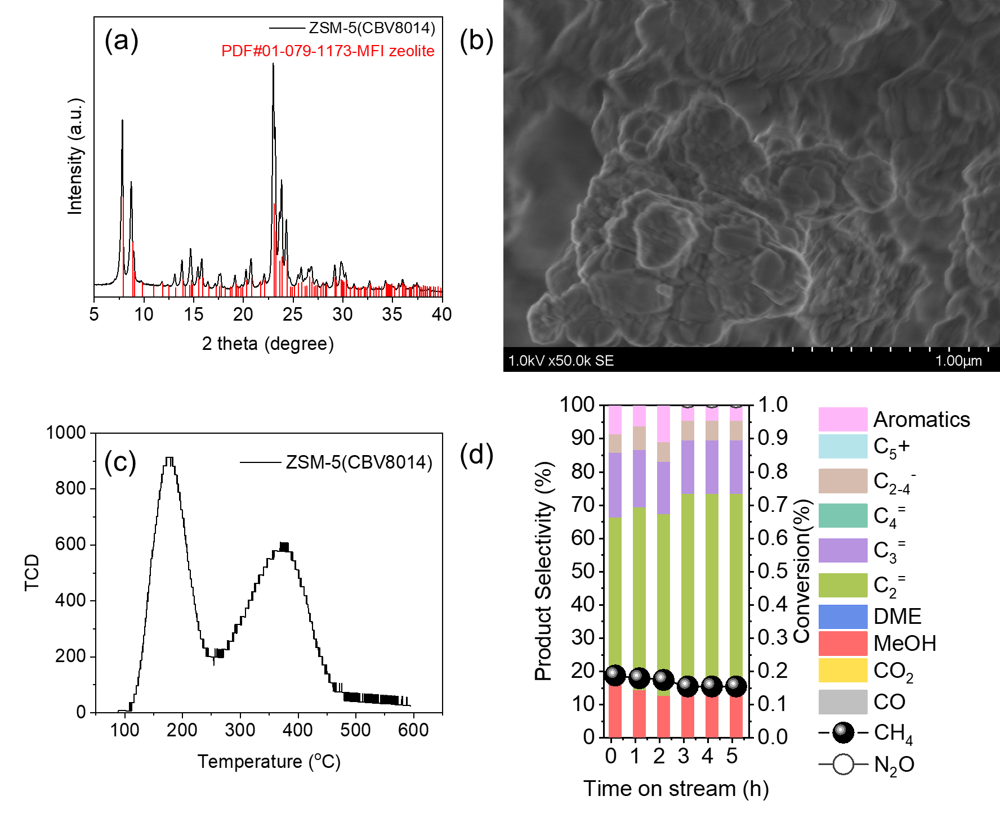 (a)
ZSM-5(CBV8014)
PDF#01-079-1173-MFI zeolite
Intensity (a.u.)
5 10 15 20 25 30 35 40
2 theta (degree)
(b)
1.0kV x50.0k SE 1.00µm
(c)
ZSM-5(CBV8014)
1000
800
600
400
200
0
TCD
100 200 300 400 500 600
Temperature (°C)
(d)
100
90
80
70
60
50
40
30
20
10
0
Product Selectivity (%)
1.0
0.9
0.8
0.7
0.6
0.5
0.4
0.3
0.2
0.1
0.0
Conversion(%)
0 1 2 3 4 5
Time on stream (h)
Aromatics
C₅+
C₂₋₄⁻
C₄⁼
C₃⁼
C₂⁼
DME
MeOH
CO₂
CO
CH₄
N₂O